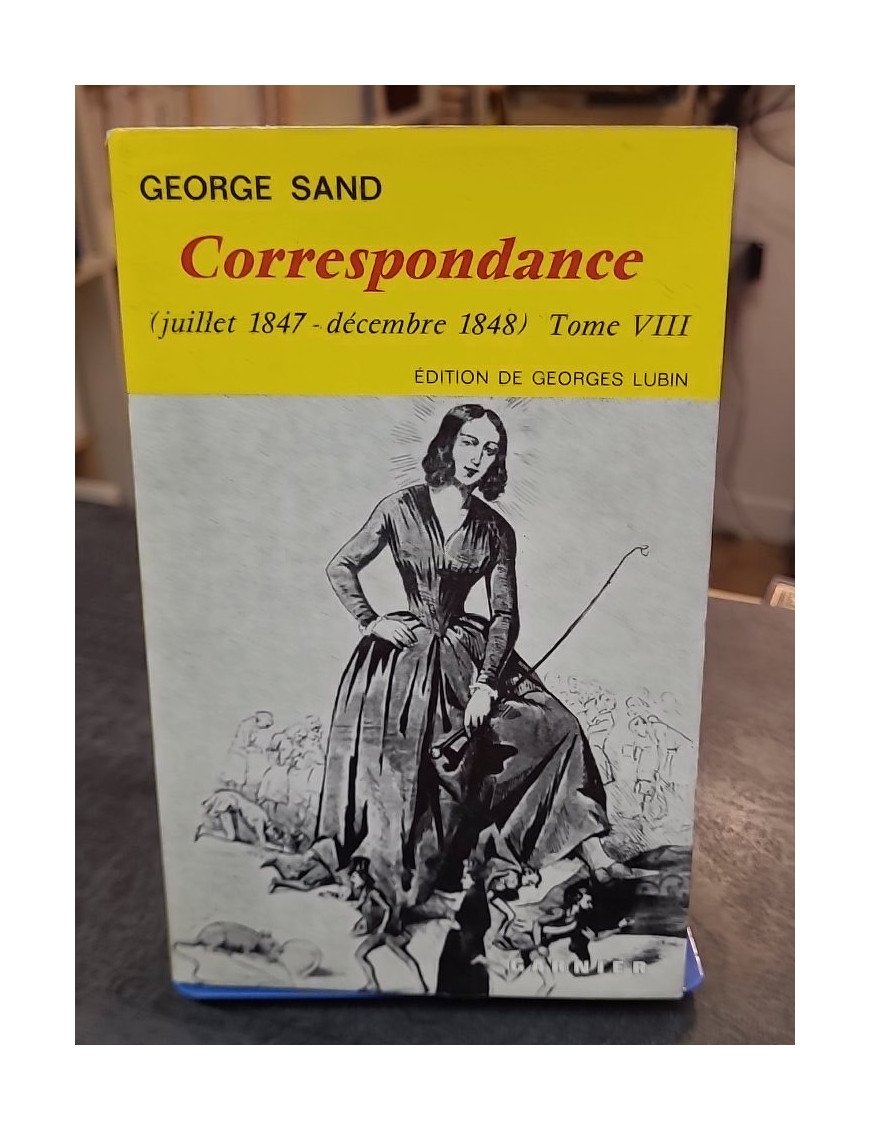 GEORGE SAND
Correspondance
(juillet 1847 - décembre 1848) Tome VIII
ÉDITION DE GEORGES LUBIN
GARNIER